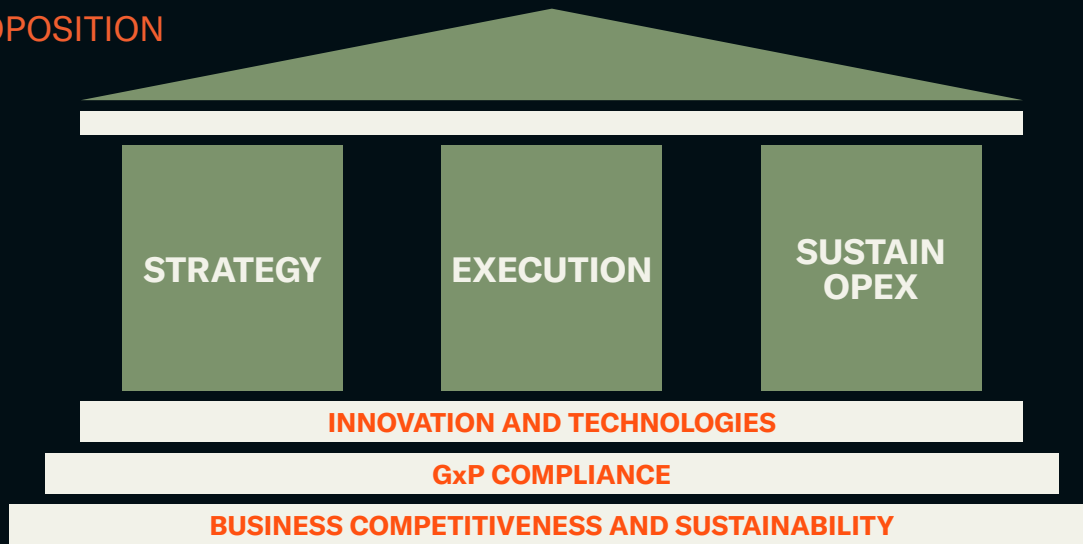 OPOSITION
STRATEGY
EXECUTION
SUSTAIN
OPEX
INNOVATION AND TECHNOLOGIES
GxP COMPLIANCE
BUSINESS COMPETITIVENESS AND SUSTAINABILITY